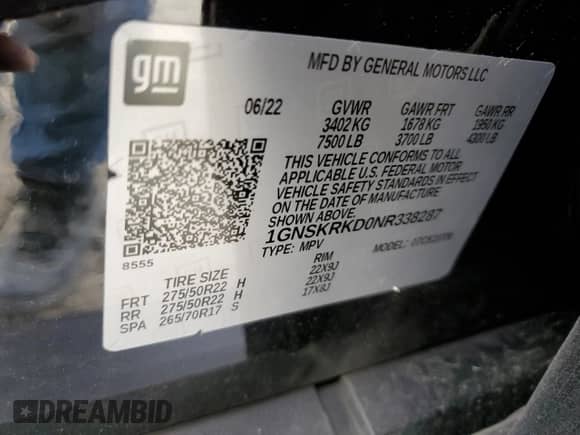 gm
MFD BY GENERAL MOTORS LLC
06/22 GVWR GAWR FRT GAWR RR
3402 KG 1678 KG 1950 KG
7500 LB 3700 LB 4300 LB
THIS VEHICLE CONFORMS TO ALL
APPLICABLE U.S. FEDERAL MOTOR
VEHICLE SAFETY STANDARDS IN EFFECT
ON THE DATE OF MANUFACTURE
SHOWN ABOVE.
1GNSKRKD0NR338287
TYPE: MPV MODEL:
8555
TIRE SIZE RIM
FRT 275/50R22 H 22X9J
RR 275/50R22 H 22X9J
SPA 265/70R17 S 17X8J
DREAMBID